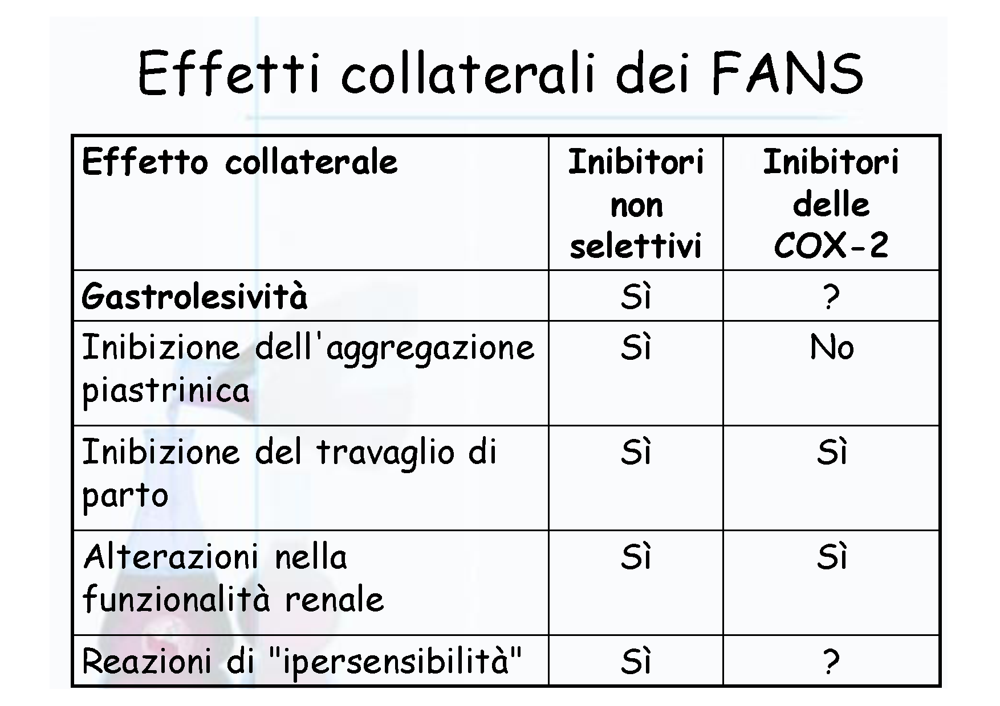 Effetti collaterali dei FANS
Effetto collaterale
Inibitori
non
selettivi
Inibitori
delle
COX-2
Gastrolesività
Sì
?
Inibizione dell'aggregazione
piastrinica
Sì
No
Inibizione del travaglio di
parto
Sì
Sì
Alterazioni nella
funzionalità renale
Sì
Sì
Reazioni di "ipersensibilità"
Sì
?